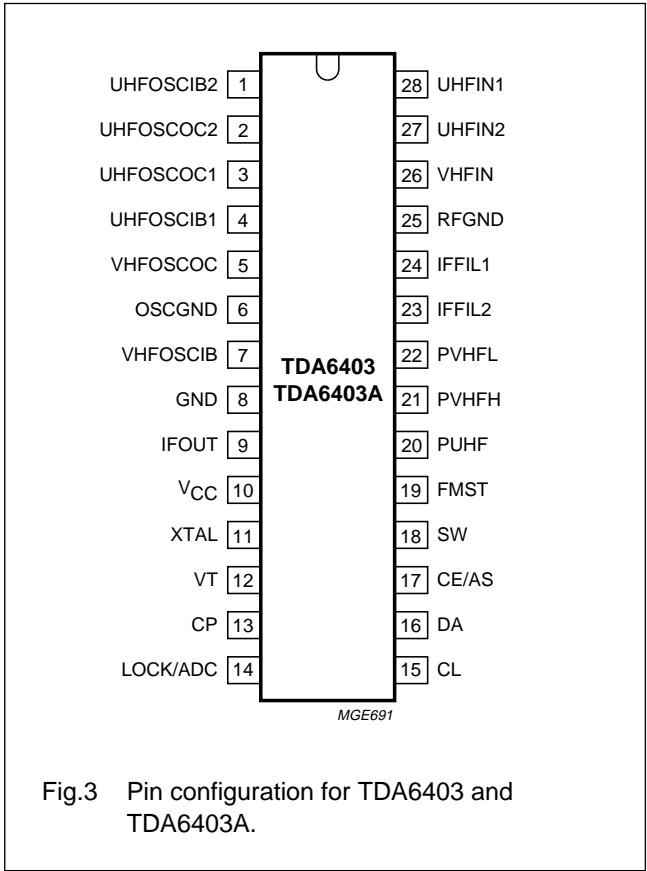 UHFOSCIB2 1 28 UHFIN1
UHFOSCOC2 2 27 UHFIN2
UHFOSCOC1 3 26 VHFIN
UHFOSCIB1 4 25 RFGND
VHFOSCOC 5 24 IFFIL1
OSCGND 6 23 IFFIL2
VHFOSCIB 7 22 PVHFL
TDA6403
TDA6403A
GND 8 21 PVHFH
IFOUT 9 20 PUHF
VCC 10 19 FMST
XTAL 11 18 SW
VT 12 17 CE/AS
CP 13 16 DA
LOCK/ADC 14 15 CL
MGE691
Fig.3 Pin configuration for TDA6403 and
TDA6403A.